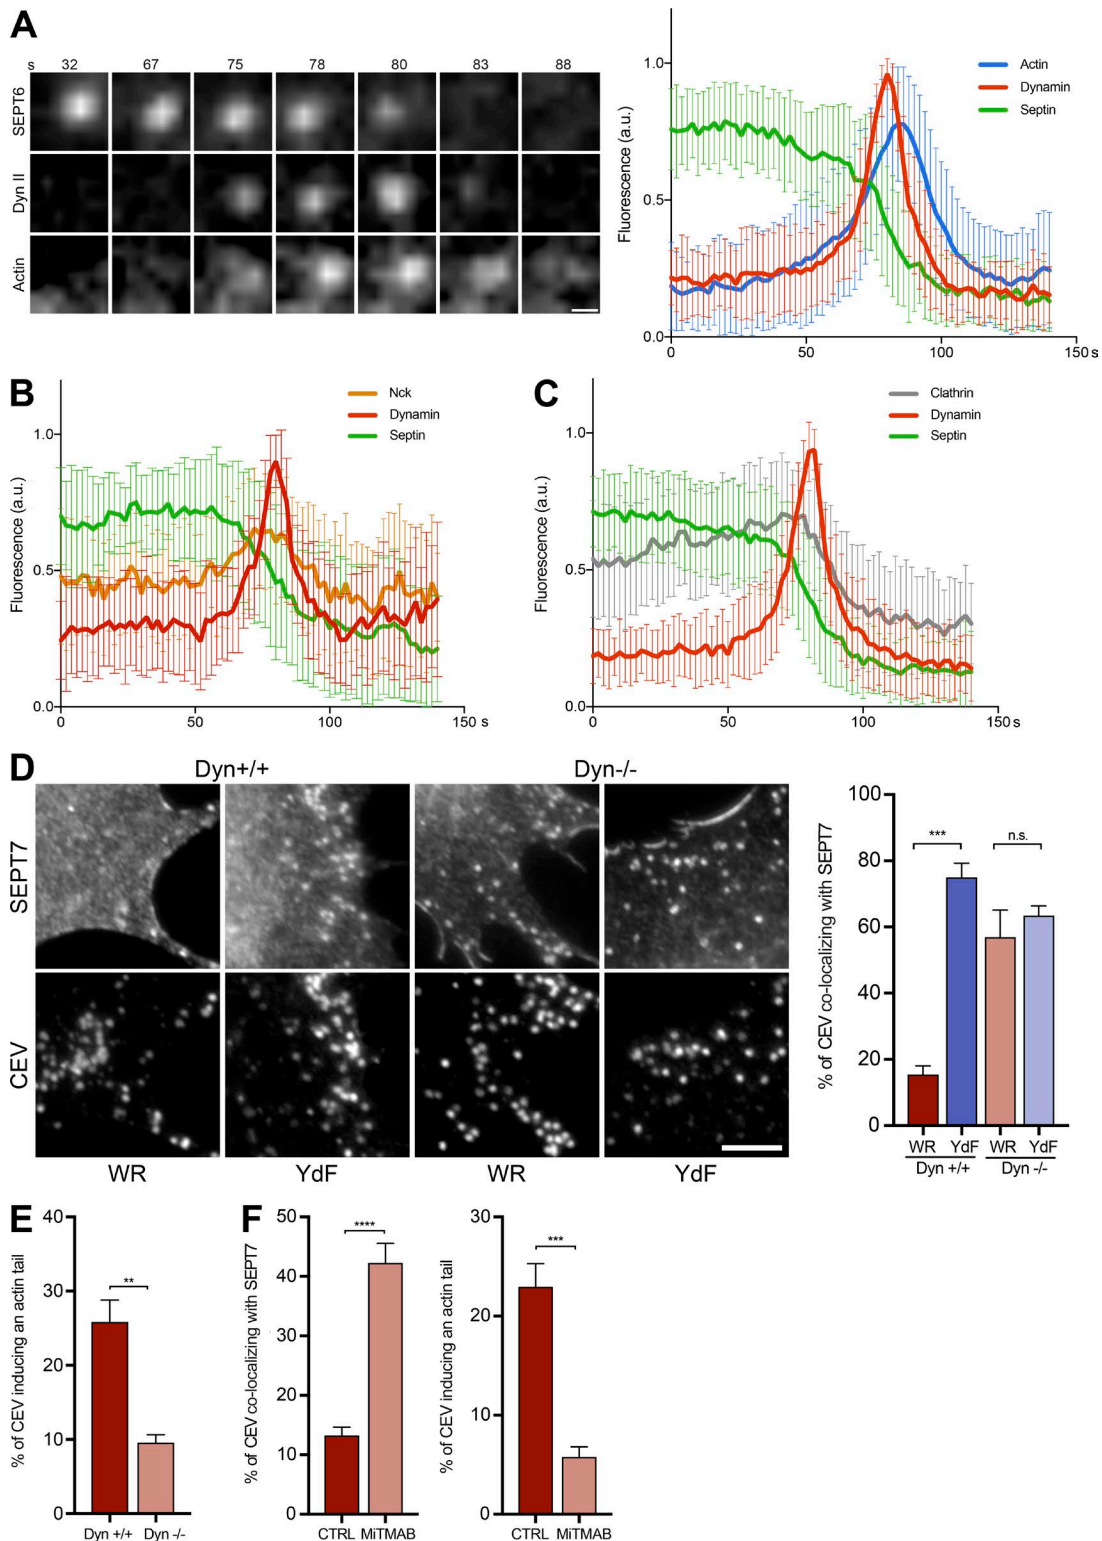 A
s 32 67 75 78 80 83 88
SEPT6
Dyn II
Actin
Fluorescence (a.u.)
1.0
0.5
0.0
0 50 100 150 s
Actin
Dynamin
Septin
B
Fluorescence (a.u.)
1.0
0.5
0.0
0 50 100 150 s
Nck
Dynamin
Septin
C
Fluorescence (a.u.)
1.0
0.5
0.0
0 50 100 150 s
Clathrin
Dynamin
Septin
D
Dyn+/+ Dyn-/-
SEPT7
CEV
WR YdF WR YdF
% of CEV co-localizing with SEPT7
100
80
60
40
20
0
*** n.s.
WR YdF WR YdF
Dyn +/+ Dyn -/-
E
% of CEV inducing an actin tail
40
30
20
10
0
**
Dyn +/+ Dyn -/-
F
% of CEV co-localizing with SEPT7
50
40
30
20
10
0
****
CTRL MiTMAB
% of CEV inducing an actin tail
30
20
10
0
***
CTRL MiTMAB